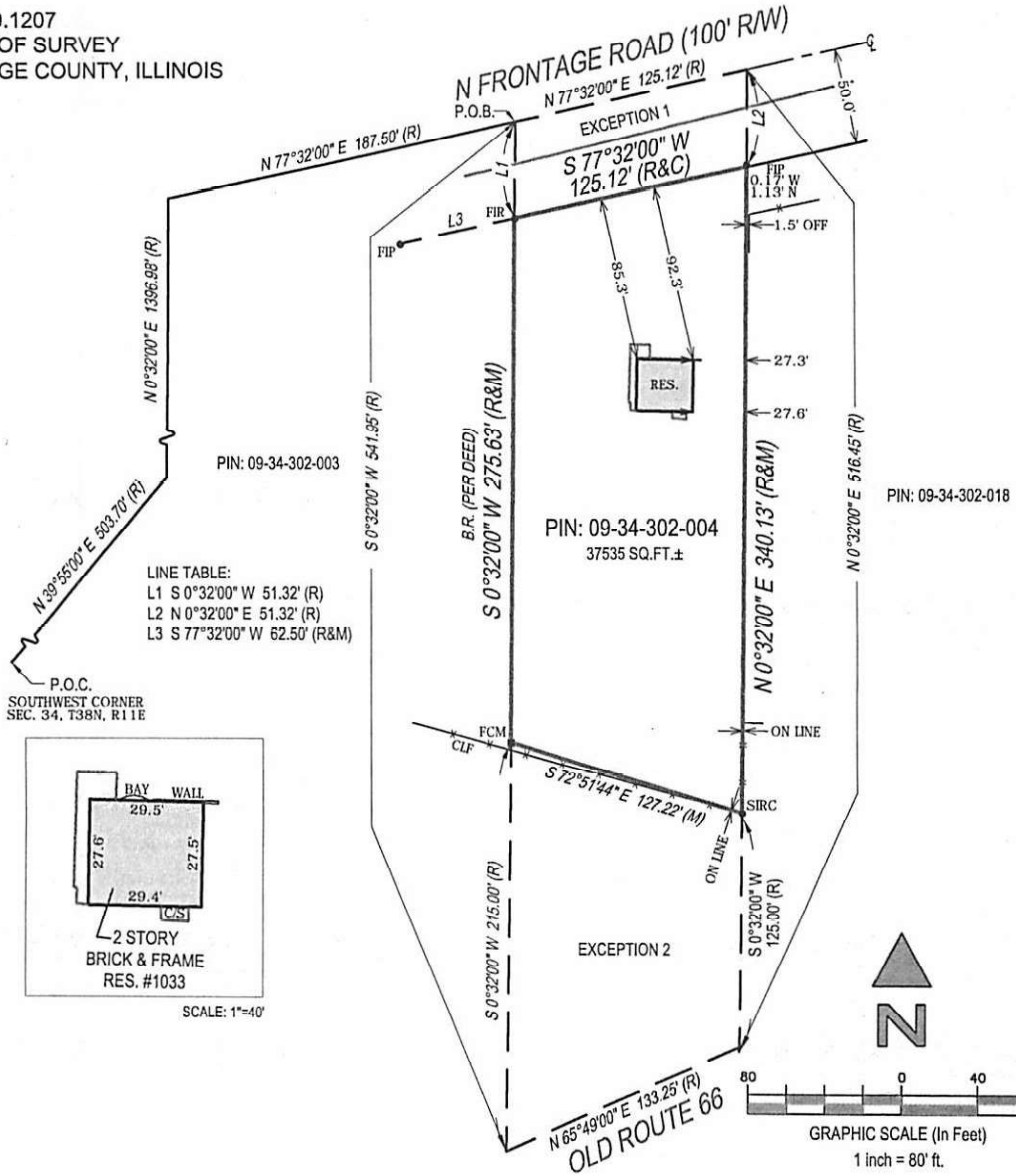 .1207
OF SURVEY
GE COUNTY, ILLINOIS
N FRONTAGE ROAD (100' R/W)
N 77°32'00" E 125.12' (R)
P.O.B.
EXCEPTION 1
50.0'
N 77°32'00" E 187.50' (R)
L1
S 77°32'00" W
125.12' (R&C)
L2
FIP
0.17' W
1.13' N
1.5' OFF
L3
FIR
FIP
85.3'
92.3'
N 0°32'00" E 1396.98' (R)
RES.
27.3'
27.6'
S 0°32'00" W 541.95' (R)
B.R. (PER DEED)
S 0°32'00" W 275.63' (R&M)
N 0°32'00" E 340.13' (R&M)
N 0°32'00" E 516.45' (R)
PIN: 09-34-302-003
PIN: 09-34-302-018
PIN: 09-34-302-004
37535 SQ.FT.±
N 39°55'00" E 503.70' (R)
LINE TABLE:
L1 S 0°32'00" W 51.32' (R)
L2 N 0°32'00" E 51.32' (R)
L3 S 77°32'00" W 62.50' (R&M)
P.O.C.
SOUTHWEST CORNER
SEC. 34, T38N, R11E
FCM
CLF
S 72°51'44" E 127.22' (M)
ON LINE
SIRC
ON LINE
BAY WALL
29.5'
27.6'
27.5'
29.4'
C/S
2 STORY
BRICK & FRAME
RES. #1033
SCALE: 1"=40'
S 0°32'00" W 215.00' (R)
S 0°32'00" W
125.00' (R)
EXCEPTION 2
N 65°49'00" E 133.25' (R)
OLD ROUTE 66
N
80 0 40
GRAPHIC SCALE (In Feet)
1 inch = 80' ft.